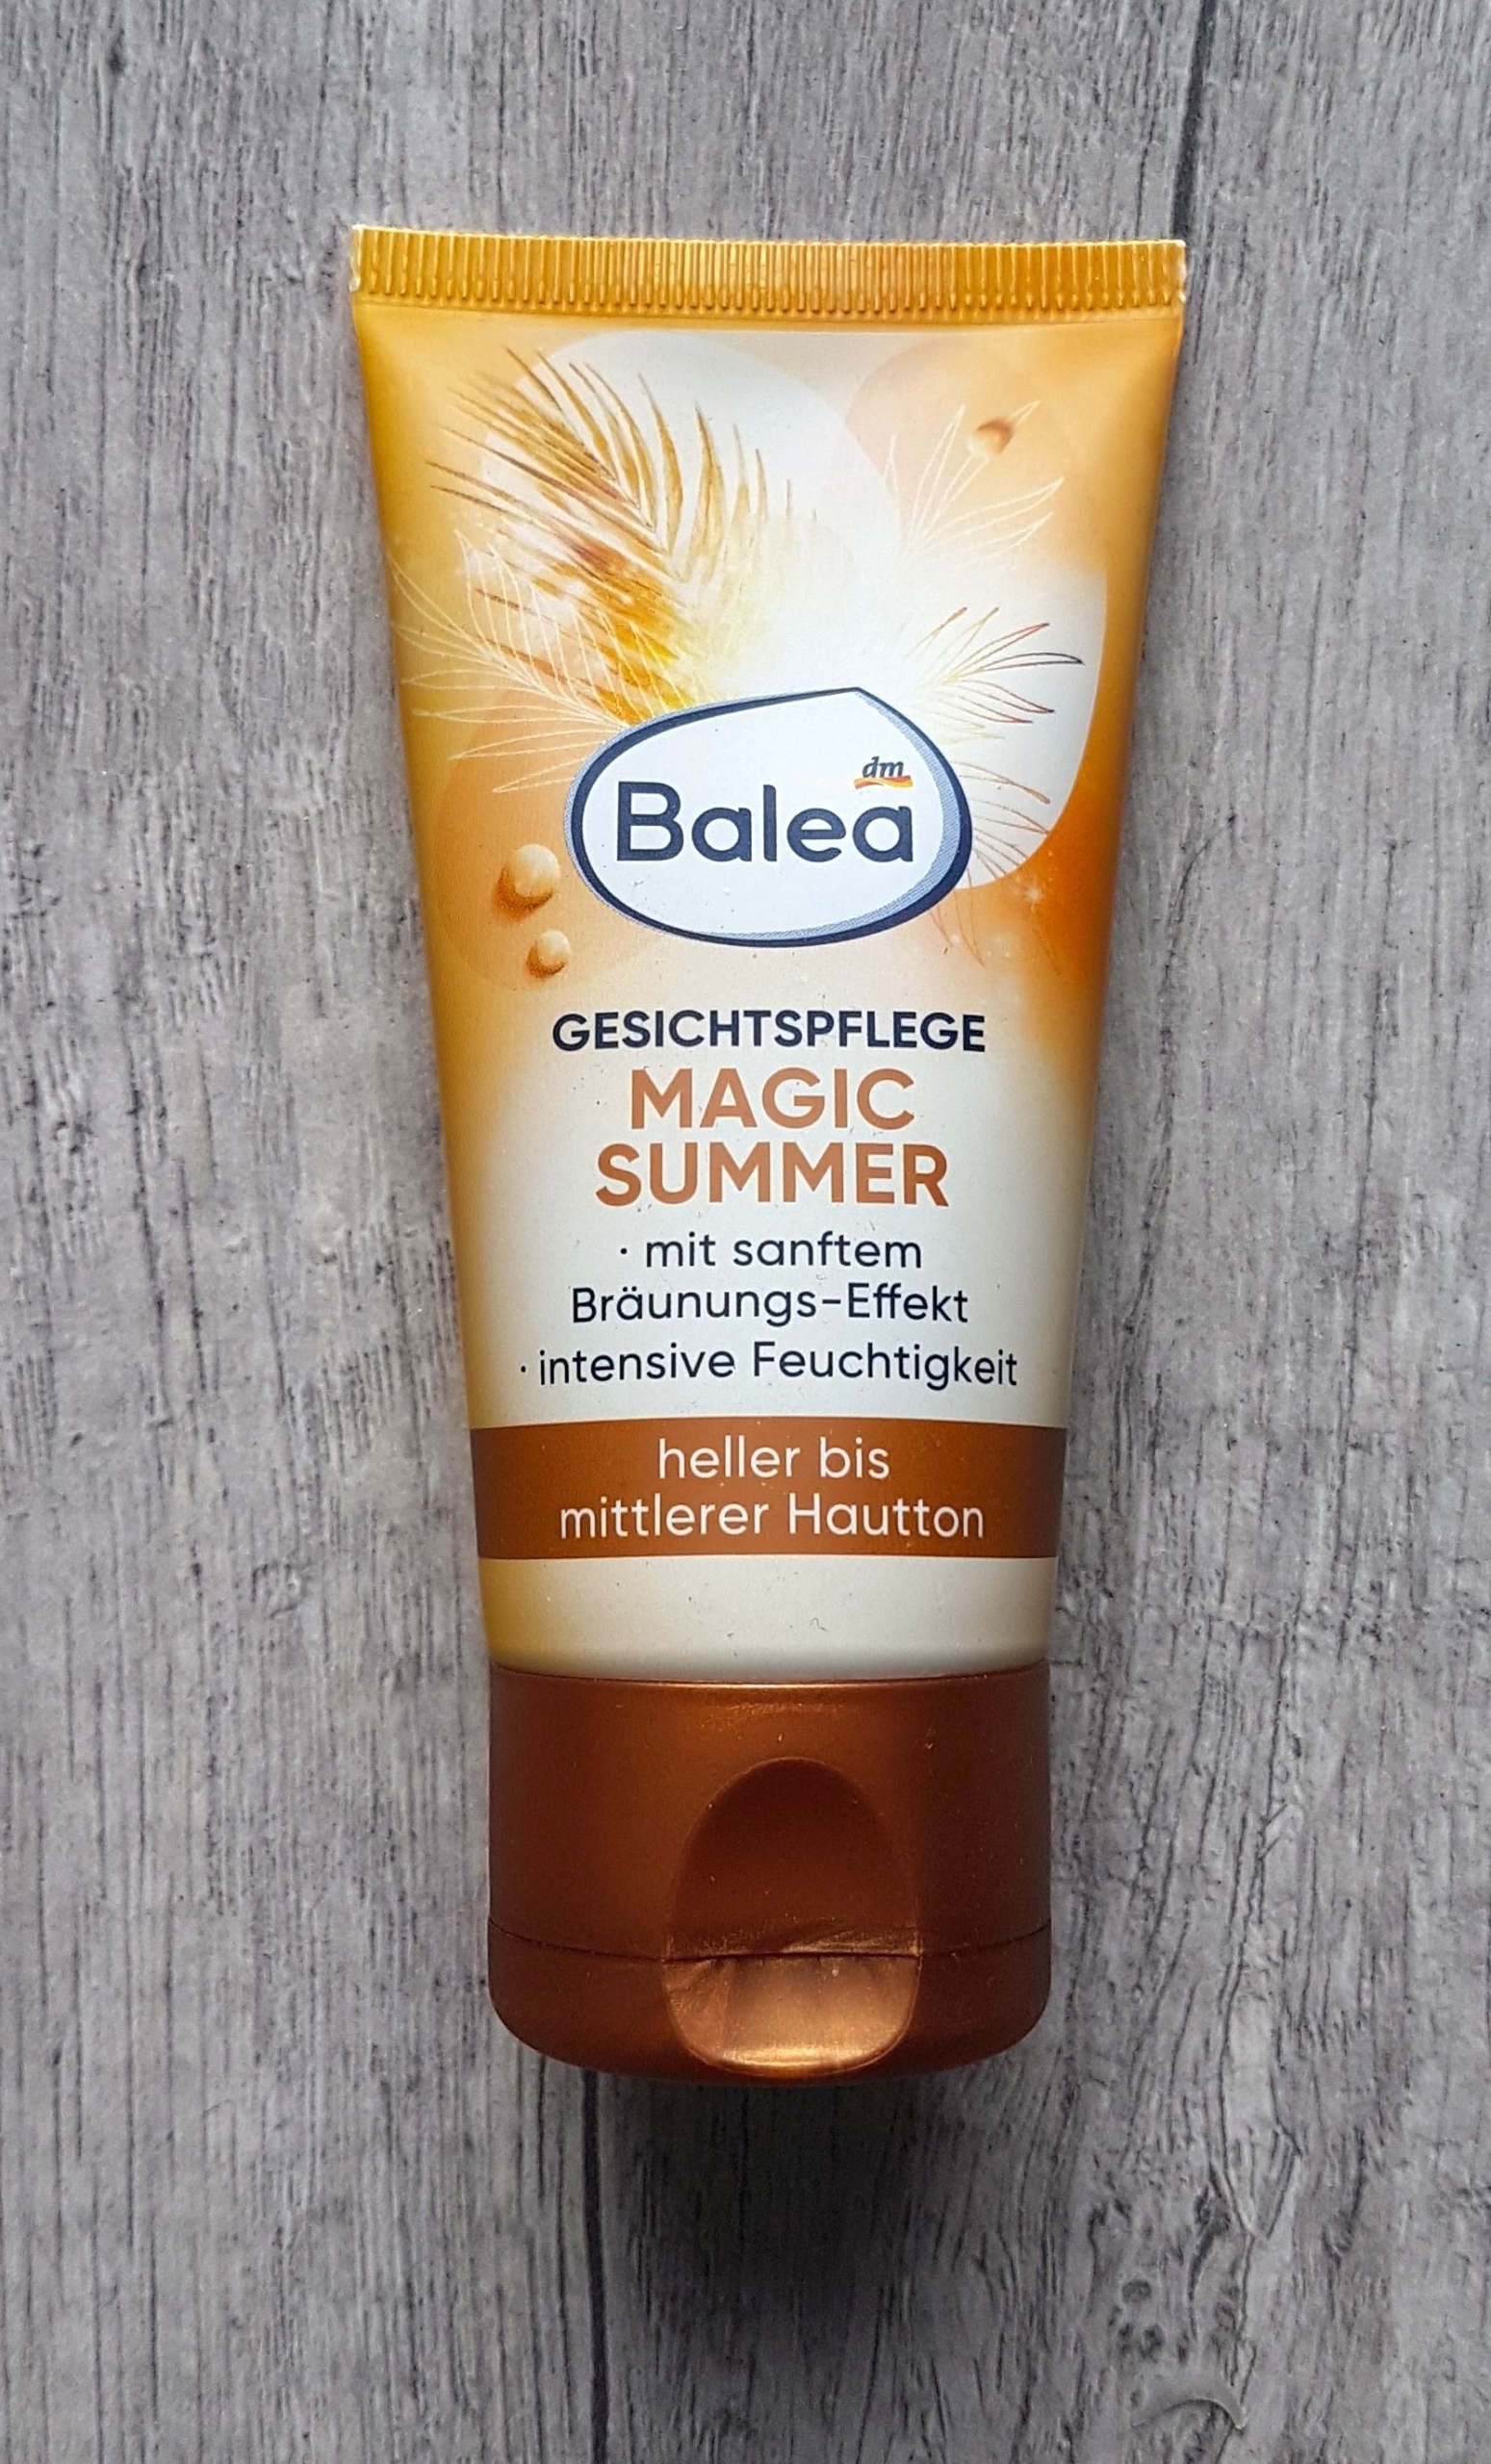 dm
Balea
GESICHTSPFLEGE
MAGIC
SUMMER
· mit sanftem
Bräunungs-Effekt
· intensive Feuchtigkeit
heller bis
mittlerer Hautton